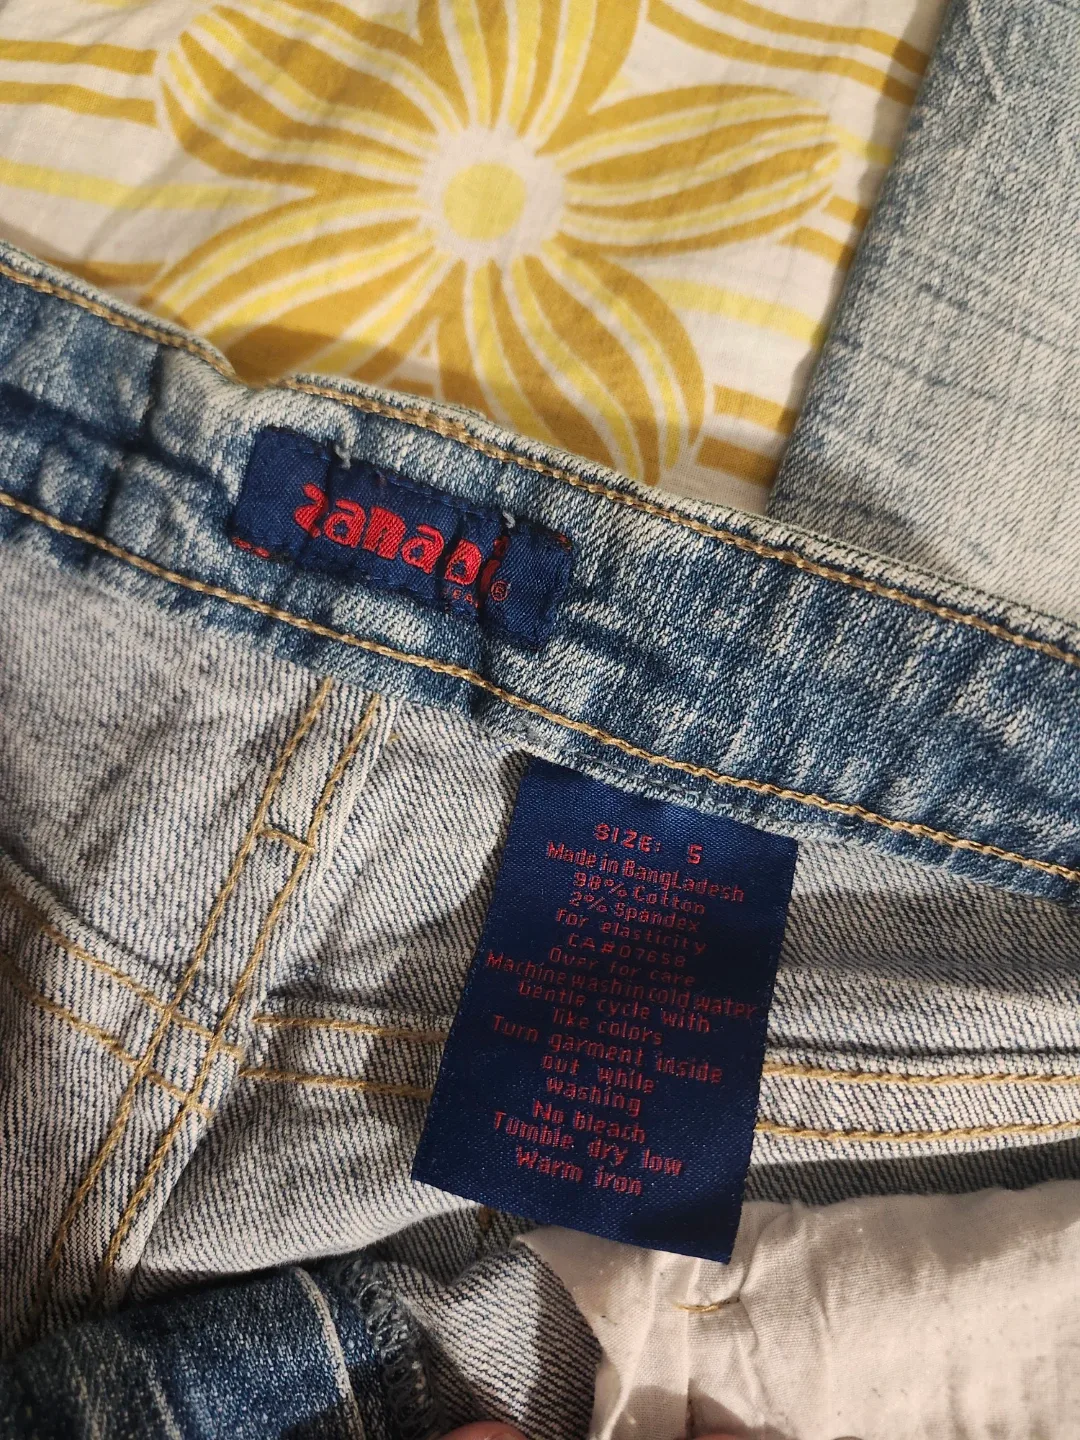 zanadi
®
SIZE: 5
Made in BangLadesh
98% Cotton
2% Spandex
For elasticity
CA#07658
Over for care
Machine wash in cold water
Gentle cycle with
like colors
Turn garment inside
out while
washing
No bleach
Tumble dry low
Warm iron